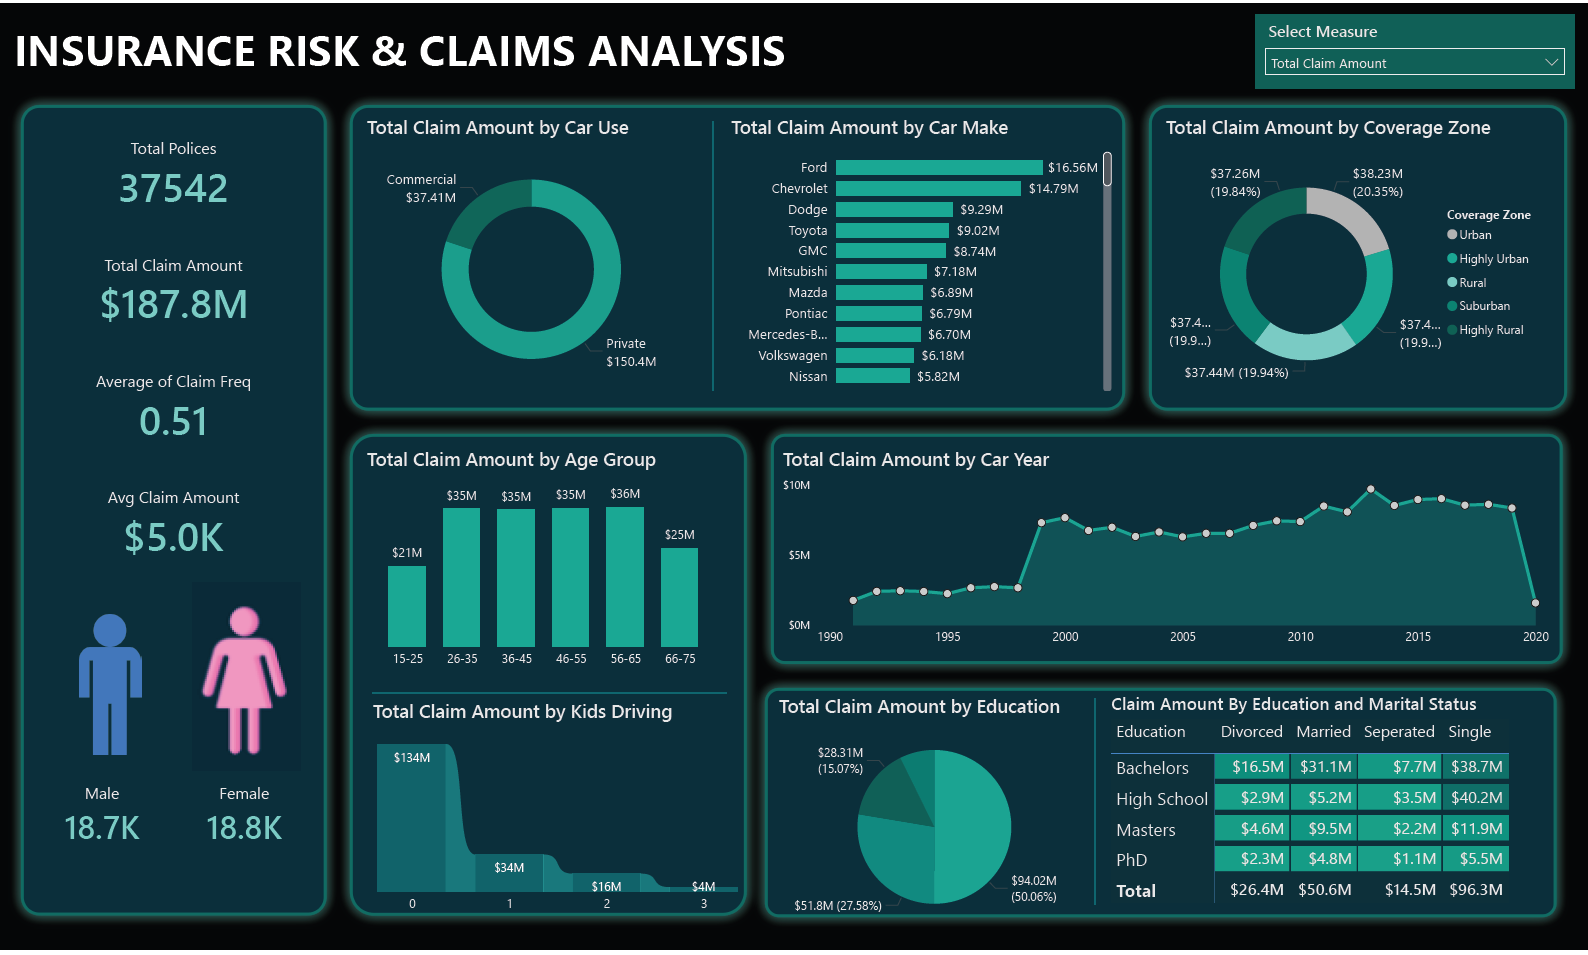 INSURANCE RISK & CLAIMS ANALYSIS
Select Measure
Total Claim Amount
Total Polices
37542
Total Claim Amount
$187.8M
Average of Claim Freq
0.51
Avg Claim Amount
$5.0K
Male
18.7K
Female
18.8K
Total Claim Amount by Car Use
Commercial
$37.41M
Private
$150.4M
Total Claim Amount by Car Make
Ford $16.56M
Chevrolet $14.79M
Dodge $9.29M
Toyota $9.02M
GMC $8.74M
Mitsubishi $7.18M
Mazda $6.89M
Pontiac $6.79M
Mercedes-B... $6.70M
Volkswagen $6.18M
Nissan $5.82M
Total Claim Amount by Coverage Zone
$37.26M
(19.84%)
$38.23M
(20.35%)
$37.4...
(19.9...)
$37.4...
(19.9...)
$37.44M (19.94%)
Coverage Zone
Urban
Highly Urban
Rural
Suburban
Highly Rural
Total Claim Amount by Age Group
$21M $35M $35M $35M $36M $25M
15-25 26-35 36-45 46-55 56-65 66-75
Total Claim Amount by Kids Driving
$134M $34M $16M $4M
0 1 2 3
Total Claim Amount by Car Year
$10M
$5M
$0M
1990 1995 2000 2005 2010 2015 2020
Total Claim Amount by Education
$28.31M
(15.07%)
$94.02M
(50.06%)
$51.8M (27.58%)
Claim Amount By Education and Marital Status
Education Divorced Married Seperated Single
Bachelors $16.5M $31.1M $7.7M $38.7M
High School $2.9M $5.2M $3.5M $40.2M
Masters $4.6M $9.5M $2.2M $11.9M
PhD $2.3M $4.8M $1.1M $5.5M
Total $26.4M $50.6M $14.5M $96.3M